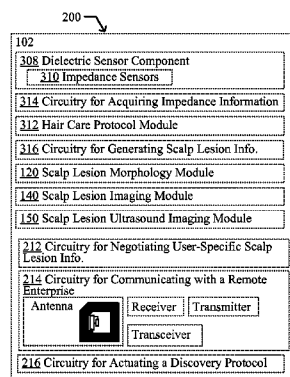 200
102
308 Dielectric Sensor Component
310 Impedance Sensors
314 Circuitry for Acquiring Impedance Information
312 Hair Care Protocol Module
316 Circuitry for Generating Scalp Lesion Info.
120 Scalp Lesion Morphology Module
140 Scalp Lesion Imaging Module
150 Scalp Lesion Ultrasound Imaging Module
212 Circuitry for Negotiating User-Specific Scalp
Lesion Info.
214 Circuitry for Communicating with a Remote
Enterprise
Antenna Receiver Transmitter
Transceiver
216 Circuitry for Actuating a Discovery Protocol